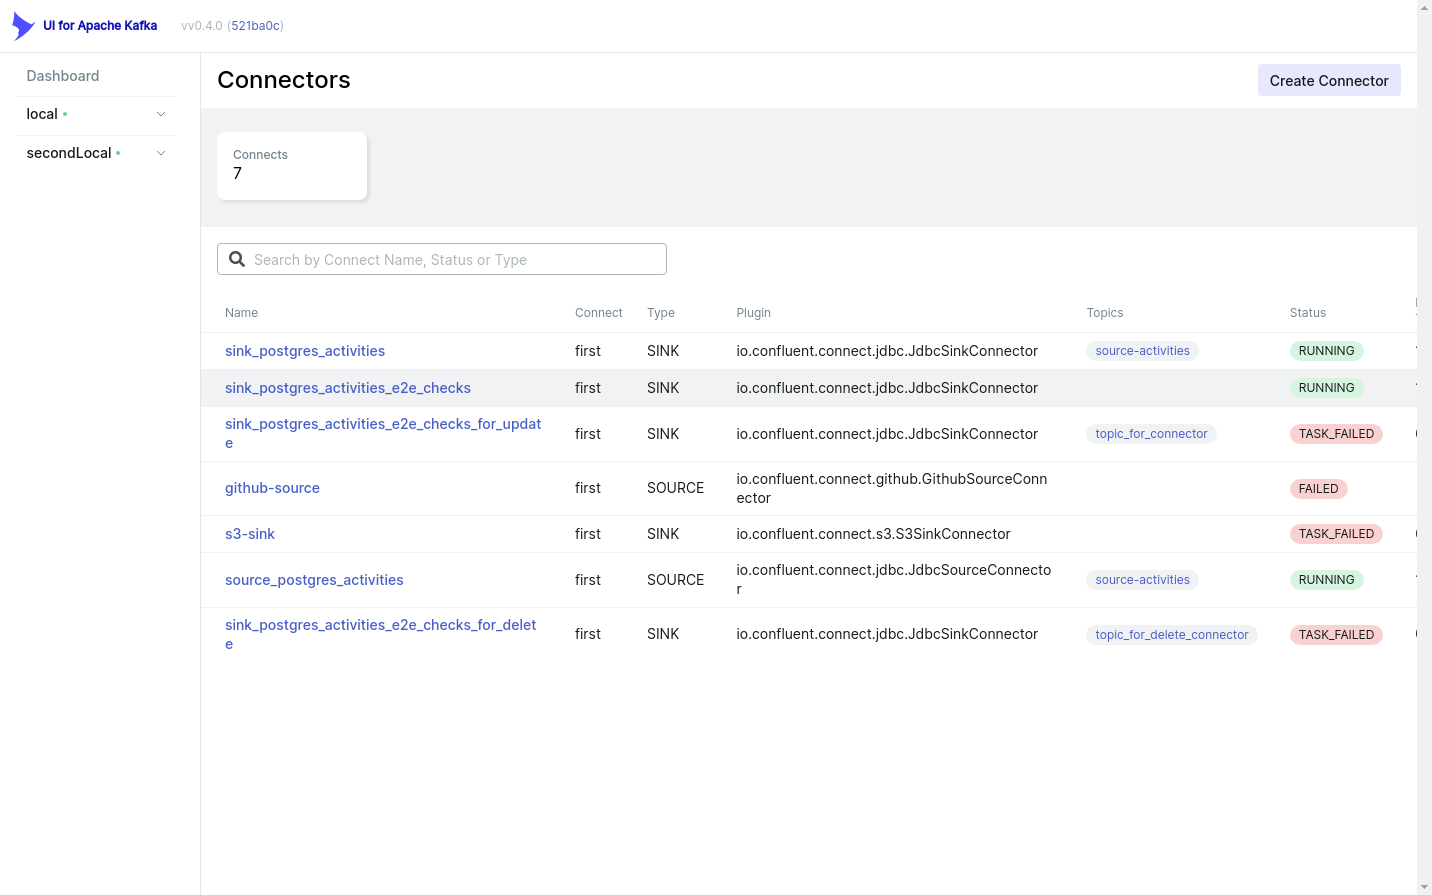 UI for Apache Kafka vv0.4.0 (521ba0c)
Dashboard
local
secondLocal
Connectors
Create Connector
Connects
7
Search by Connect Name, Status or Type
Name Connect Type Plugin Topics Status
sink_postgres_activities first SINK io.confluent.connect.jdbc.JdbcSinkConnector source-activities RUNNING
sink_postgres_activities_e2e_checks first SINK io.confluent.connect.jdbc.JdbcSinkConnector RUNNING
sink_postgres_activities_e2e_checks_for_updat
e
first SINK io.confluent.connect.jdbc.JdbcSinkConnector topic_for_connector TASK_FAILED
github-source first SOURCE
io.confluent.connect.github.GithubSourceConn
ector
FAILED
s3-sink first SINK io.confluent.connect.s3.S3SinkConnector TASK_FAILED
source_postgres_activities first SOURCE
io.confluent.connect.jdbc.JdbcSourceConnecto
r
source-activities RUNNING
sink_postgres_activities_e2e_checks_for_delet
e
first SINK io.confluent.connect.jdbc.JdbcSinkConnector topic_for_delete_connector TASK_FAILED